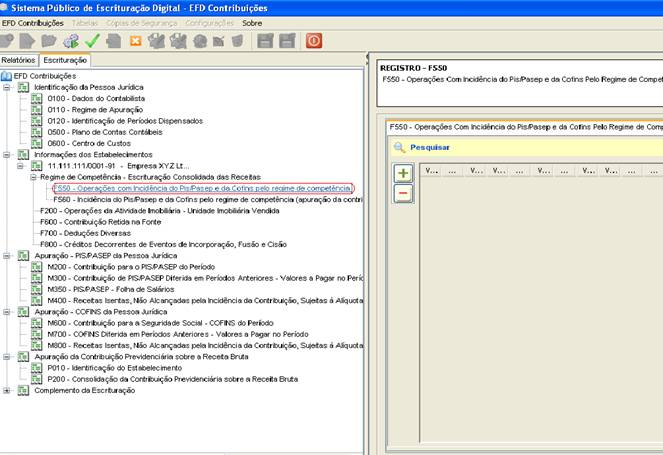 Sistema Público de Escrituração Digital - EFD Contribuições
EFD Contribuições Tabelas Cópias de Segurança Configurações Sobre
Relatórios Escrituração
EFD Contribuições
Identificação da Pessoa Jurídica
0100 - Dados do Contabilista
0110 - Regime de Apuração
0120 - Identificação de Períodos Dispensados
0500 - Plano de Contas Contábeis
0600 - Centro de Custos
Informações dos Estabelecimentos
11.111.111/0001-91 - Empresa XYZ Lt...
Regime de Competência - Escrituração Consolidada das Receitas
F550 - Operações com Incidência do Pis/Pasep e da Cofins pelo regime de competência
F560 - Incidência do Pis/Pasep e da Cofins pelo regime de competência (apuração da contri
F200 - Operações da Atividade Imobiliária - Unidade Imobiliária Vendida
F600 - Contribuição Retida na Fonte
F700 - Deduções Diversas
F800 - Créditos Decorrentes de Eventos de Incorporação, Fusão e Cisão
Apuração - PIS/PASEP da Pessoa Jurídica
M200 - Contribuição para o PIS/PASEP do Período
M300 - Contribuição de PIS/PASEP Diferida em Períodos Anteriores - Valores a Pagar no Perío
M350 - PIS/PASEP - Folha de Salários
M400 - Receitas Isentas, Não Alcançadas pela Incidência da Contribuição, Sujeitas á Alíquota
Apuração - COFINS da Pessoa Jurídica
M600 - Contribuição para a Seguridade Social - COFINS do Período
M700 - COFINS Diferida em Períodos Anteriores - Valores a Pagar no Período
M800 - Receitas Isentas, Não Alcançadas pela Incidência da Contribuição, Sujeitas á Alíquota
Apuração da Contribuição Previdenciária sobre a Receita Bruta
P010 - Identificação do Estabelecimento
P200 - Consolidação da Contribuição Previdenciária sobre a Receita Bruta
Complemento da Escrituração
REGISTRO - F550
F550 - Operações Com Incidência do Pis/Pasep e da Cofins Pelo Regime de Compet
F550 - Operações Com Incidência do Pis/Pasep e da Cofins Pelo Regime de Comp
Pesquisar
V... ... V... ... V... ... V... V... ... V... ...